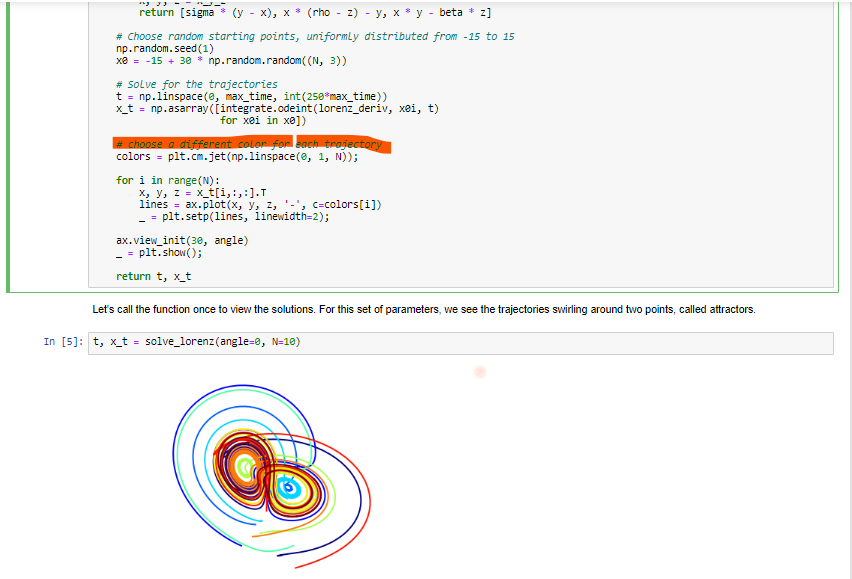 return [sigma * (y - x), x * (rho - z) - y, x * y - beta * z]
# Choose random starting points, uniformly distributed from -15 to 15
np.random.seed(1)
x0 = -15 + 30 * np.random.random((N, 3))
# Solve for the trajectories
t = np.linspace(0, max_time, int(250*max_time))
x_t = np.asarray([integrate.odeint(lorenz_deriv, x0i, t)
for x0i in x0])
# choose a different color for each trajectory
colors = plt.cm.jet(np.linspace(0, 1, N));
for i in range(N):
x, y, z = x_t[i,:,:].T
lines = ax.plot(x, y, z, '-', c=colors[i])
_ = plt.setp(lines, linewidth=2);
ax.view_init(30, angle)
_ = plt.show();
return t, x_t
Let's call the function once to view the solutions. For this set of parameters, we see the trajectories swirling around two points, called attractors.
In [5]: t, x_t = solve_lorenz(angle=0, N=10)